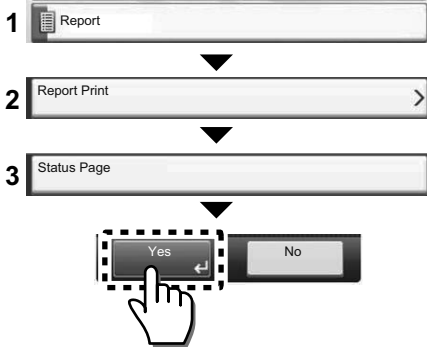 1 Report
2 Report Print
3 Status Page
Yes No